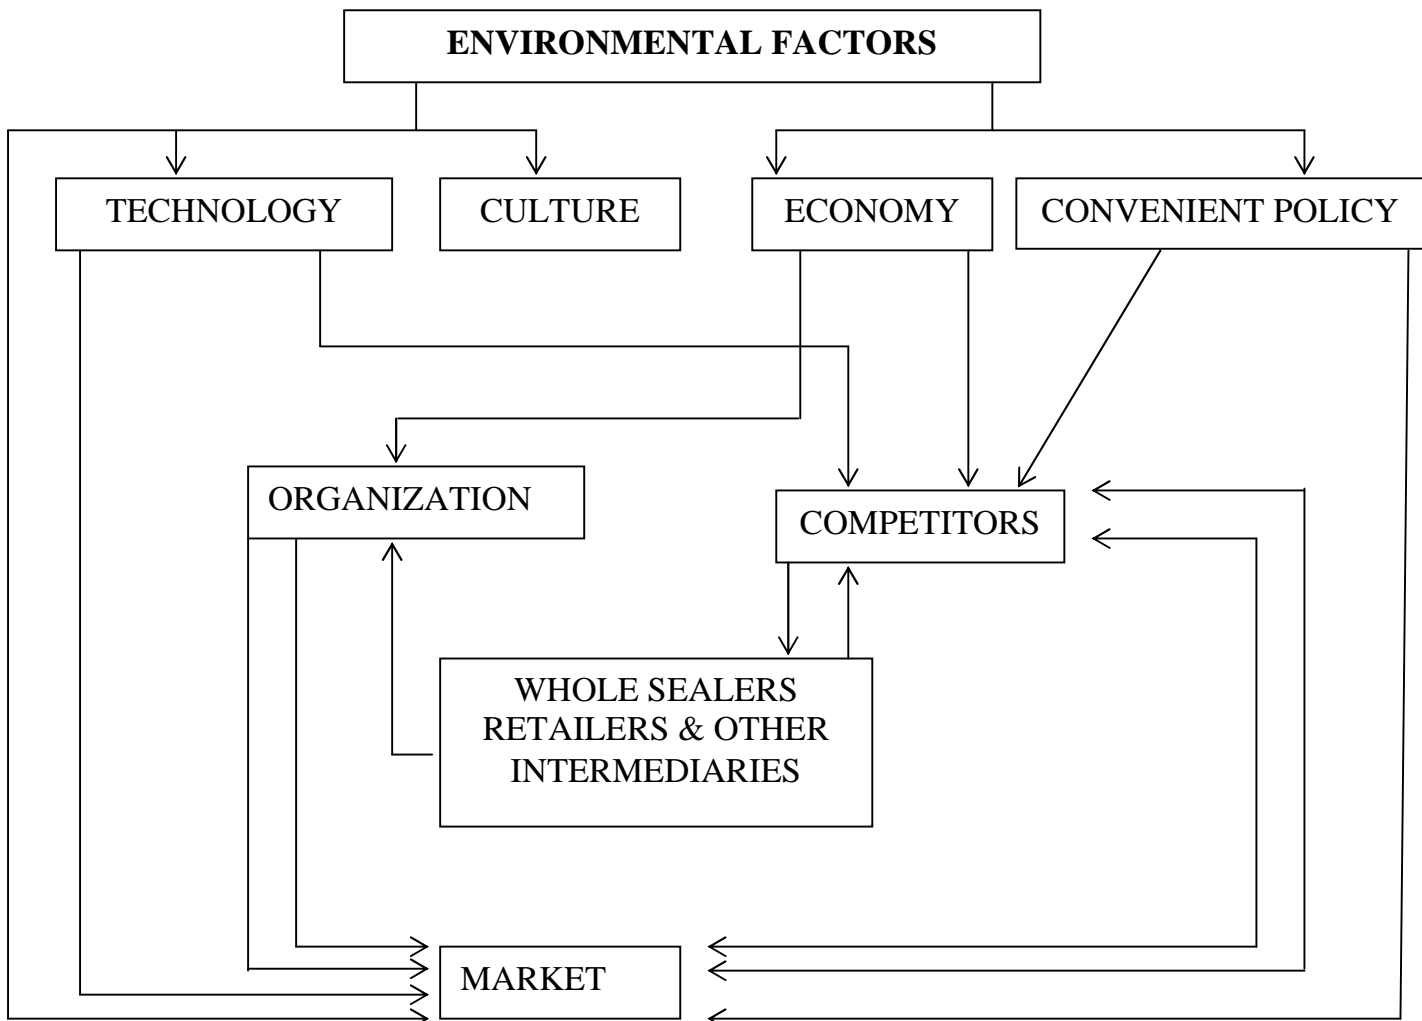 ENVIRONMENTAL FACTORS
TECHNOLOGY
CULTURE
ECONOMY
CONVENIENT POLICY
ORGANIZATION
COMPETITORS
WHOLE SEALERS
RETAILERS & OTHER
INTERMEDIARIES
MARKET